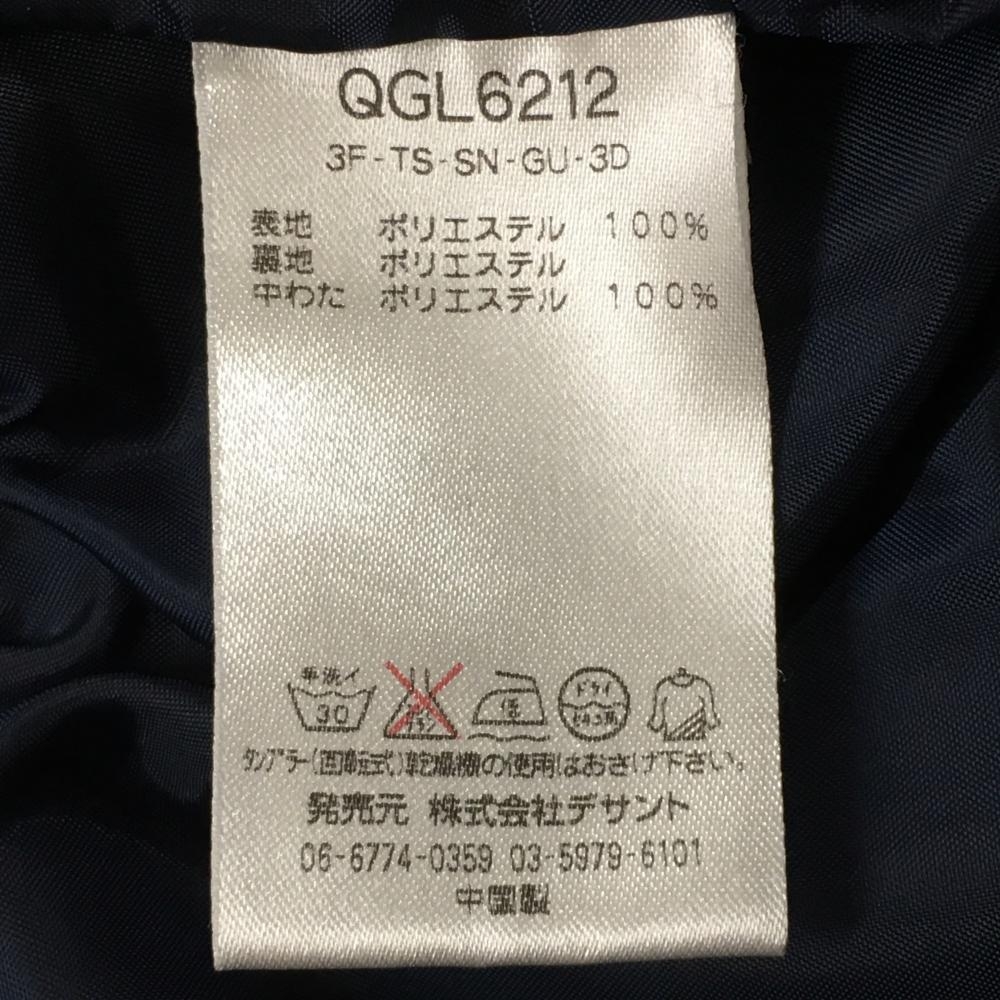 QGL6212
3F-TS-SN-GU-3D
表地 ポリエステル 100%
裏地 ポリエステル
中わた ポリエステル 100%
手洗イ
30
低
ドライ
セキユ系
タンブラー(回転式)乾燥機の使用はおさけ下さい。
発売元 株式会社デサント
06-6774-0359 03-5979-6101
中国製